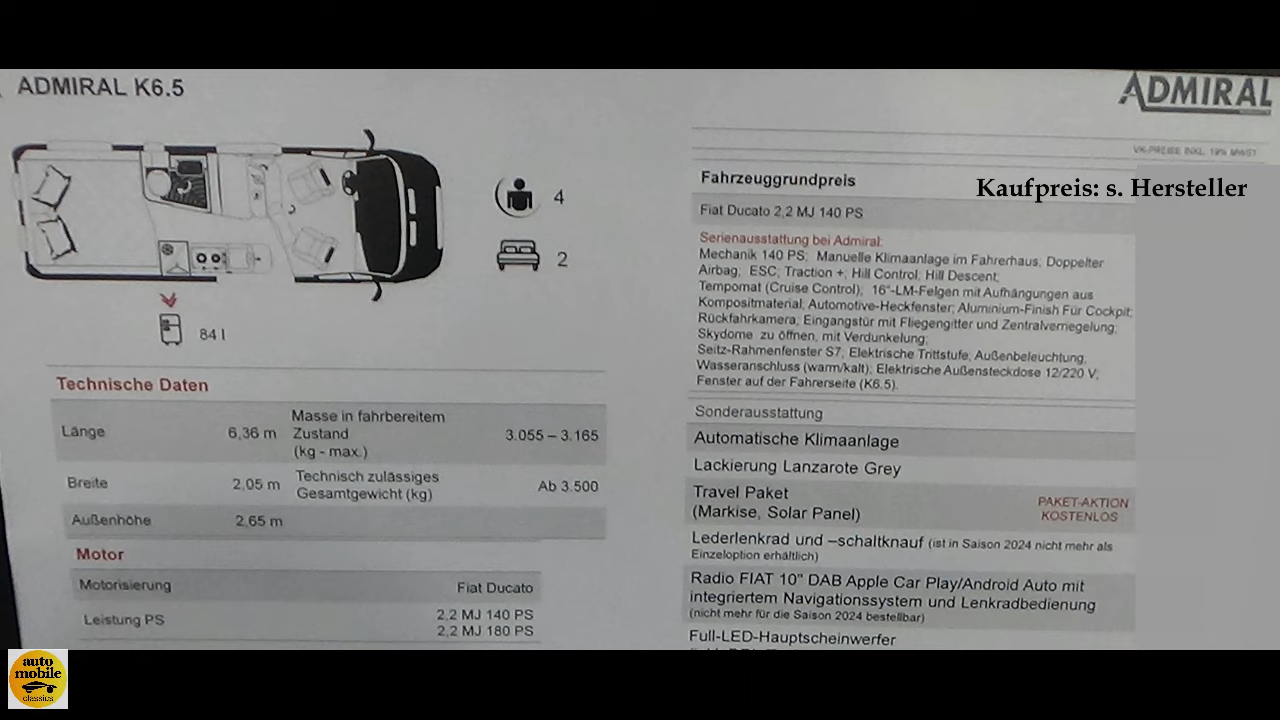 ADMIRAL K6.5
ADMIRAL
VK-PREISE INKL. 19% MWST
Kaufpreis: s. Hersteller
4
2
84 l
Technische Daten
Länge 6,36 m Masse in fahrbereitem Zustand (kg - max.) 3.055 – 3.165
Breite 2,05 m Technisch zulässiges Gesamtgewicht (kg) Ab 3.500
Außenhöhe 2,65 m
Motor
Motorisierung Fiat Ducato
Leistung PS 2,2 MJ 140 PS
2,2 MJ 180 PS
Fahrzeuggrundpreis
Fiat Ducato 2,2 MJ 140 PS
Serienausstattung bei Admiral:
Mechanik 140 PS; Manuelle Klimaanlage im Fahrerhaus; Doppelter
Airbag; ESC; Traction +; Hill Control; Hill Descent;
Tempomat (Cruise Control); 16"-LM-Felgen mit Aufhängungen aus
Kompositmaterial; Automotive-Heckfenster; Aluminium-Finish Für Cockpit;
Rückfahrkamera; Eingangstür mit Fliegengitter und Zentralverriegelung;
Skydome zu öffnen, mit Verdunkelung;
Seitz-Rahmenfenster S7; Elektrische Trittstufe; Außenbeleuchtung;
Wasseranschluss (warm/kalt); Elektrische Außensteckdose 12/220 V;
Fenster auf der Fahrerseite (K6.5).
Sonderausstattung
Automatische Klimaanlage
Lackierung Lanzarote Grey
Travel Paket
(Markise, Solar Panel)
PAKET-AKTION
KOSTENLOS
Lederlenkrad und –schaltknauf (ist in Saison 2024 nicht mehr als
Einzeloption erhältlich)
Radio FIAT 10" DAB Apple Car Play/Android Auto mit
integriertem Navigationssystem und Lenkradbedienung
(nicht mehr für die Saison 2024 bestellbar)
Full-LED-Hauptscheinwerfer
auto
mobile
classics